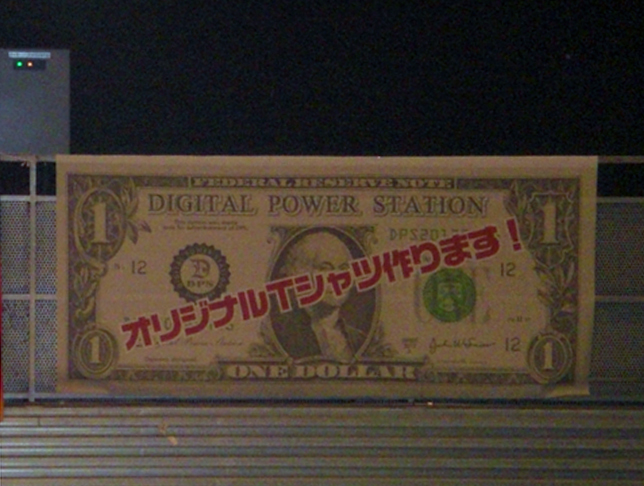 FEDERAL RESERVE NOTE
DIGITAL POWER STATION
1
1
12
12
D
DPS
オリジナルTシャツ作ります!
12
1
1
ONE DOLLAR